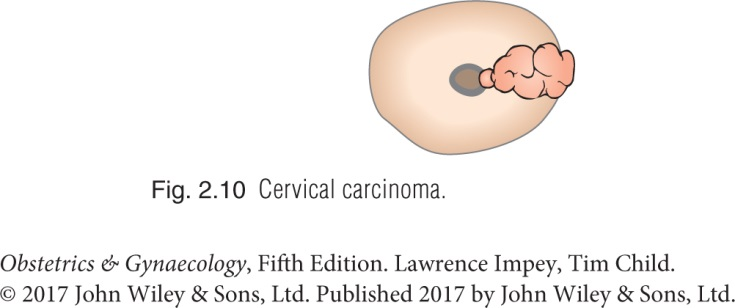 Fig. 2.10 Cervical carcinoma.
Obstetrics & Gynaecology, Fifth Edition. Lawrence Impey, Tim Child.
© 2017 John Wiley & Sons, Ltd. Published 2017 by John Wiley & Sons, Ltd.